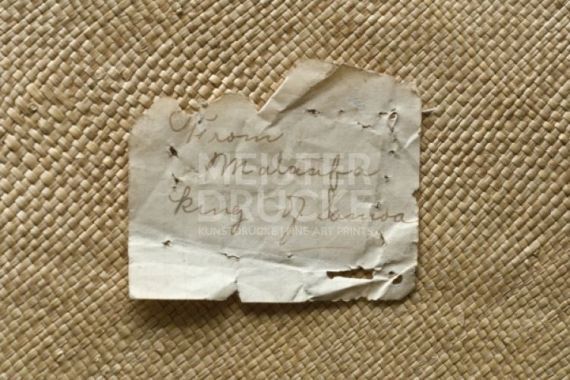 From
Mataafa
king of Samoa
MEISTER
DRUCKE
KUNSTDRUCKE | FINE ART PRINTS